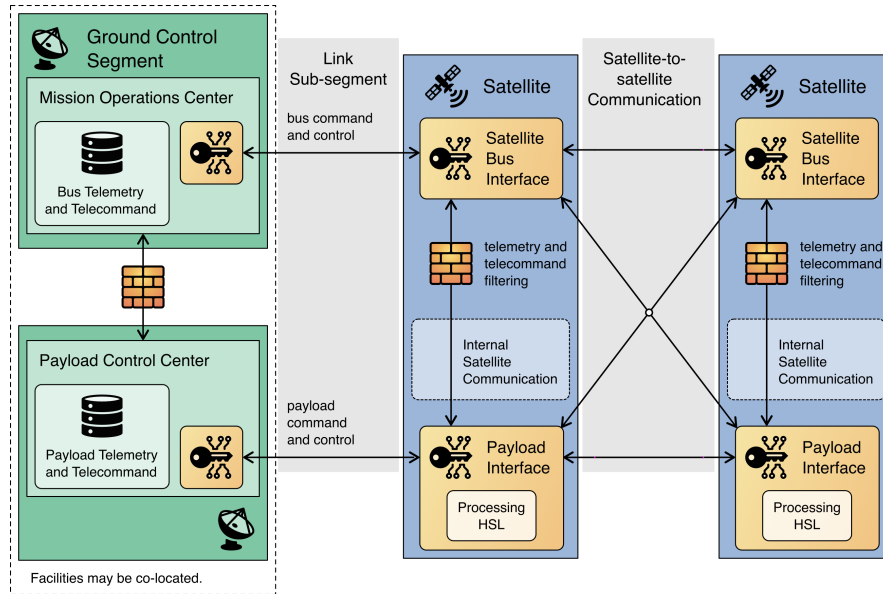 Ground Control
Segment
Mission Operations Center
Bus Telemetry
and Telecommand
Payload Control Center
Payload Telemetry
and Telecommand
Facilities may be co-located.
Link
Sub-segment
bus command
and control
payload
command
and control
Satellite
Satellite
Bus
Interface
telemetry and
telecommand
filtering
Internal
Satellite
Communication
Payload
Interface
Processing
HSL
Satellite-to-
satellite
Communication
Satellite
Satellite
Bus
Interface
telemetry and
telecommand
filtering
Internal
Satellite
Communication
Payload
Interface
Processing
HSL